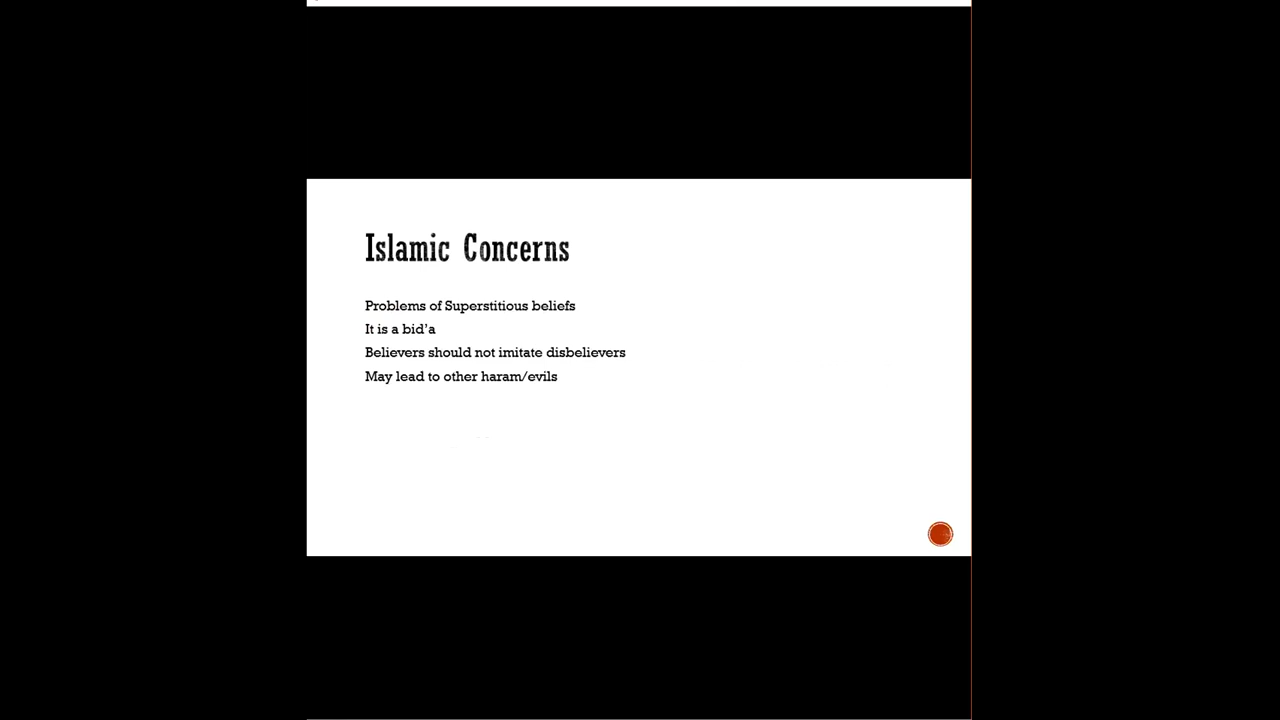 Islamic Concerns
Problems of Superstitious beliefs
It is a bid’a
Believers should not imitate disbelievers
May lead to other haram/evils